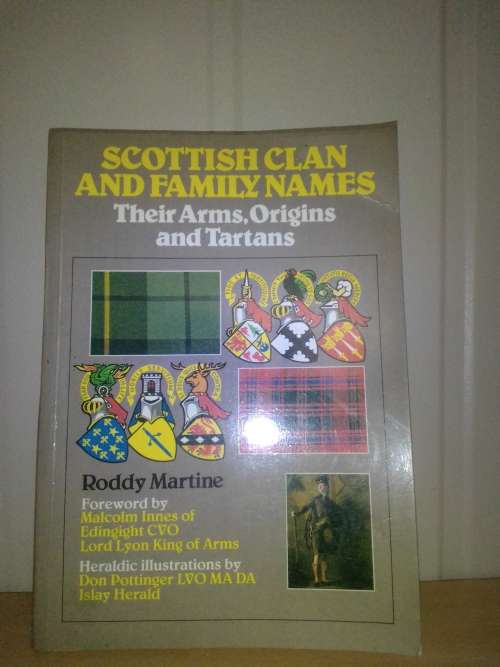 SCOTTISH CLAN
AND FAMILY NAMES
Their Arms, Origins
and Tartans
Roddy Martine
Foreword by
Malcolm Innes of
Edingight CVO
Lord Lyon King of Arms
Heraldic illustrations by
Don Pottinger LVO MA DA
Islay Herald